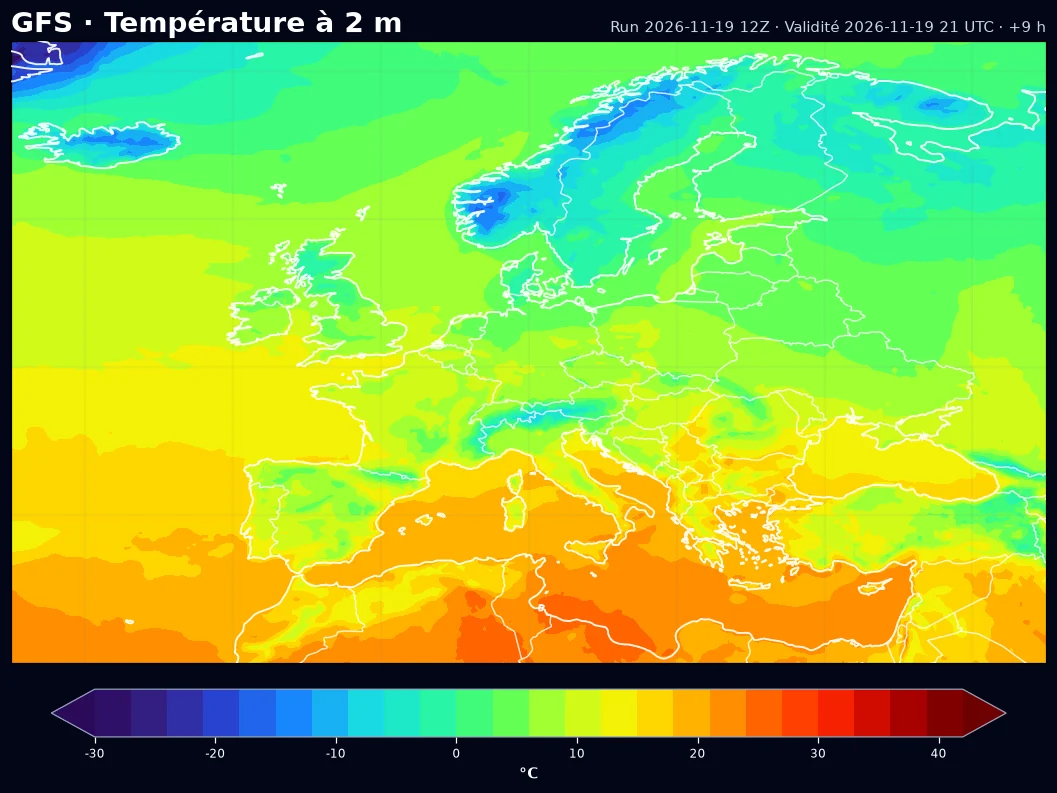 GFS · Température à 2 m
Run 2026-11-19 12Z · Validité 2026-11-19 21 UTC · +9 h
-30 -20 -10 0 10 20 30 40
°C